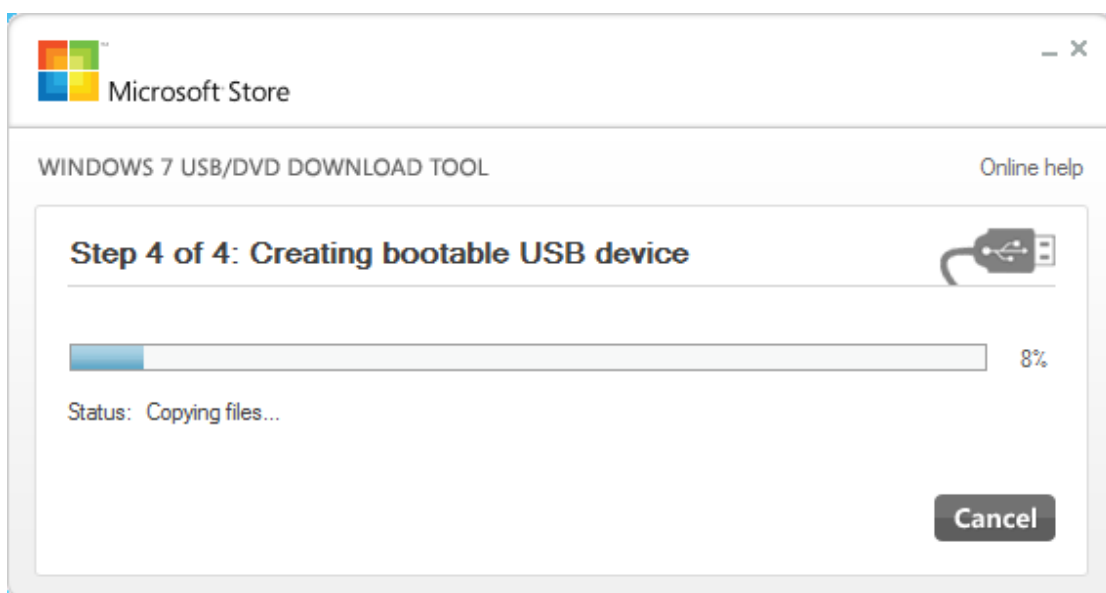 Microsoft Store
WINDOWS 7 USB/DVD DOWNLOAD TOOL
Online help
Step 4 of 4: Creating bootable USB device
8%
Status: Copying files...
Cancel